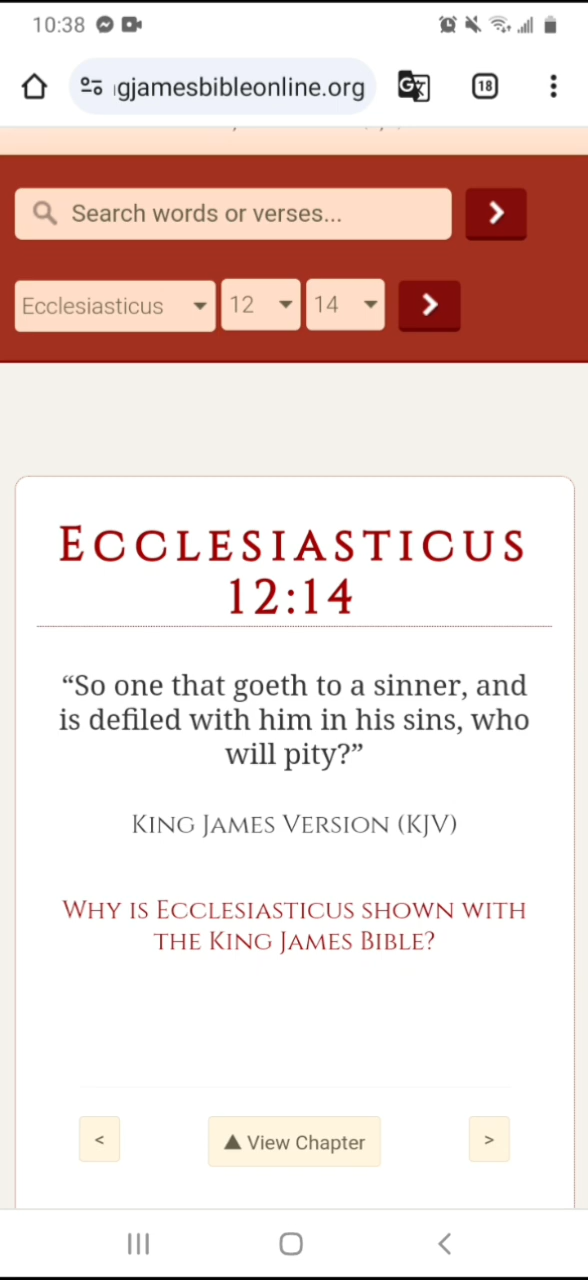 10:38
gjamesbibleonline.org
18
Search words or verses...
Ecclesiasticus 12 14
ECCLESIASTICUS
12:14
“So one that goeth to a sinner, and
is defiled with him in his sins, who
will pity?”
KING JAMES VERSION (KJV)
WHY IS ECCLESIASTICUS SHOWN WITH
THE KING JAMES BIBLE?
< ▲ View Chapter >